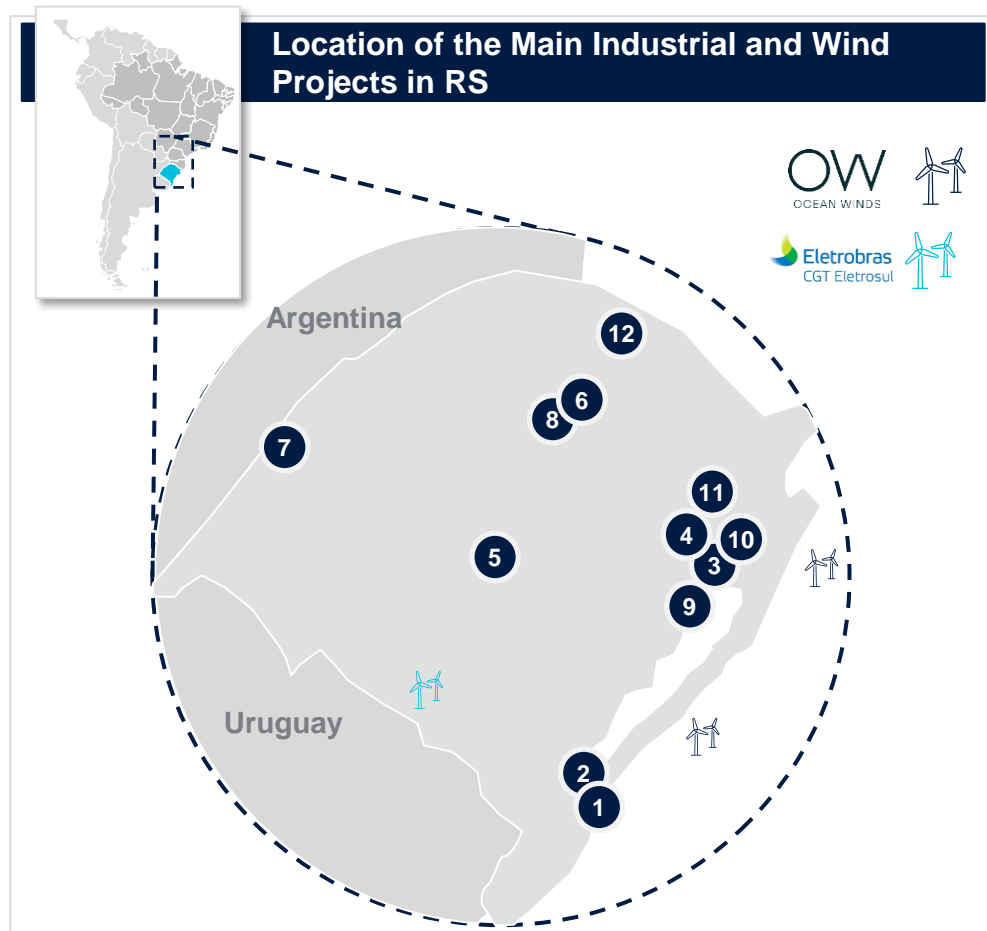 Location of the Main Industrial and Wind
Projects in RS
OW
OCEAN WINDS
Eletrobras
CGT Eletrosul
Argentina
12
6
8
7
11
4
10
5
3
9
Uruguay
2
1